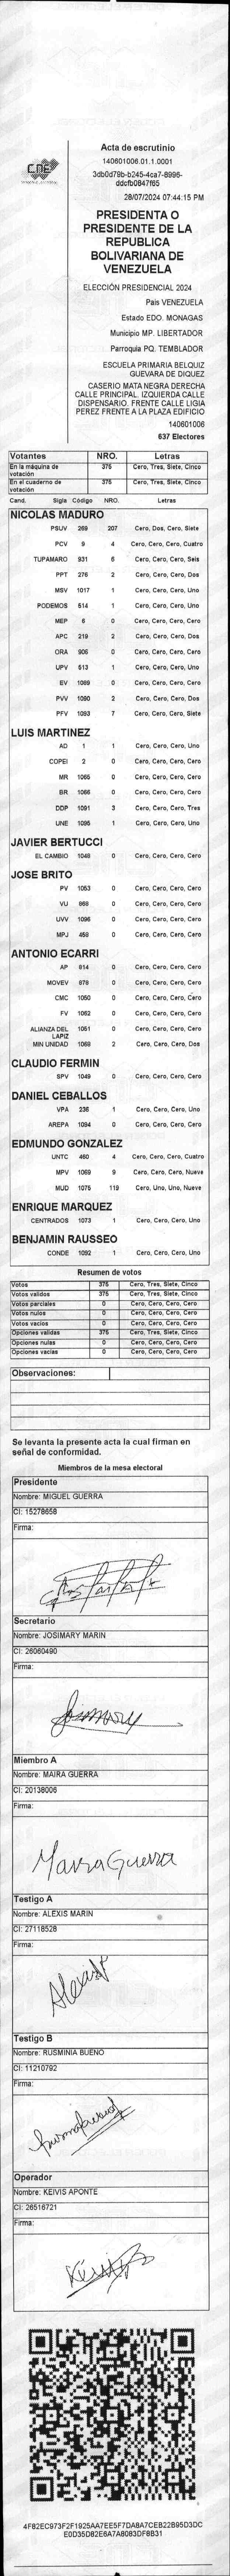 CNE
Acta de escrutinio
140601006.01.1.0001
3db0d79b-b245-4ca7-8996-
ddcfb0847f65
28/07/2024 07:44:15 PM
PRESIDENTA O
PRESIDENTE DE LA
REPUBLICA
BOLIVARIANA DE
VENEZUELA
ELECCIÓN PRESIDENCIAL 2024
Pais VENEZUELA
Estado EDO. MONAGAS
Municipio MP. LIBERTADOR
Parroquia PQ. TEMBLADOR
ESCUELA PRIMARIA BELQUIZ
GUEVARA DE DIQUEZ
CASERIO MATA NEGRA DERECHA
CALLE PRINCIPAL. IZQUIERDA CALLE
DISPENSARIO. FRENTE CALLE LIGIA
PEREZ FRENTE A LA PLAZA EDIFICIO
140601006
637 Electores
Votantes NRO. Letras
En la máquina de votación 375 Cero, Tres, Siete, Cinco
En el cuaderno de votación 375 Cero, Tres, Siete, Cinco
Cand. Sigla Código NRO. Letras
NICOLAS MADURO
PSUV 269 207 Cero, Dos, Cero, Siete
PCV 9 4 Cero, Cero, Cero, Cuatro
TUPAMARO 931 6 Cero, Cero, Cero, Seis
PPT 276 2 Cero, Cero, Cero, Dos
MSV 1017 1 Cero, Cero, Cero, Uno
PODEMOS 514 1 Cero, Cero, Cero, Uno
MEP 6 0 Cero, Cero, Cero, Cero
APC 219 2 Cero, Cero, Cero, Dos
ORA 906 0 Cero, Cero, Cero, Cero
UPV 513 1 Cero, Cero, Cero, Uno
EV 1089 0 Cero, Cero, Cero, Cero
PVV 1090 2 Cero, Cero, Cero, Dos
PFV 1093 7 Cero, Cero, Cero, Siete
LUIS MARTINEZ
AD 1 1 Cero, Cero, Cero, Uno
COPEI 2 0 Cero, Cero, Cero, Cero
MR 1065 0 Cero, Cero, Cero, Cero
BR 1066 0 Cero, Cero, Cero, Cero
DDP 1091 3 Cero, Cero, Cero, Tres
UNE 1095 1 Cero, Cero, Cero, Uno
JAVIER BERTUCCI
EL CAMBIO 1048 0 Cero, Cero, Cero, Cero
JOSE BRITO
PV 1053 0 Cero, Cero, Cero, Cero
VU 868 0 Cero, Cero, Cero, Cero
UVV 1096 0 Cero, Cero, Cero, Cero
MPJ 459 0 Cero, Cero, Cero, Cero
ANTONIO ECARRI
AP 814 0 Cero, Cero, Cero, Cero
MOVEV 879 0 Cero, Cero, Cero, Cero
CMC 1050 0 Cero, Cero, Cero, Cero
FV 1062 0 Cero, Cero, Cero, Cero
ALIANZA DEL LAPIZ 1051 0 Cero, Cero, Cero, Cero
MIN UNIDAD 1069 2 Cero, Cero, Cero, Dos
CLAUDIO FERMIN
SPV 1049 0 Cero, Cero, Cero, Cero
DANIEL CEBALLOS
VPA 236 1 Cero, Cero, Cero, Uno
AREPA 1094 0 Cero, Cero, Cero, Cero
EDMUNDO GONZALEZ
UNTC 460 4 Cero, Cero, Cero, Cuatro
MPV 1069 9 Cero, Cero, Cero, Nueve
MUD 1075 119 Cero, Uno, Uno, Nueve
ENRIQUE MARQUEZ
CENTRADOS 1073 1 Cero, Cero, Cero, Uno
BENJAMIN RAUSSEO
CONDE 1092 1 Cero, Cero, Cero, Uno
Resumen de votos
Votos 375 Cero, Tres, Siete, Cinco
Votos validos 375 Cero, Tres, Siete, Cinco
Votos parciales 0 Cero, Cero, Cero, Cero
Votos nulos 0 Cero, Cero, Cero, Cero
Votos vacios 0 Cero, Cero, Cero, Cero
Opciones validas 375 Cero, Tres, Siete, Cinco
Opciones nulas 0 Cero, Cero, Cero, Cero
Opciones vacias 0 Cero, Cero, Cero, Cero
Observaciones:
Se levanta la presente acta la cual firman en
señal de conformidad.
Miembros de la mesa electoral
Presidente
Nombre: MIGUEL GUERRA
CI: 15278658
Firma:
Secretario
Nombre: JOSIMARY MARIN
CI: 26060490
Firma:
Josimary
Miembro A
Nombre: MAIRA GUERRA
CI: 20138006
Firma:
Maira Guerra
Testigo A
Nombre: ALEXIS MARIN
CI: 27118528
Firma:
Alexis
Testigo B
Nombre: RUSMINIA BUENO
CI: 11210792
Firma:
Operador
Nombre: KEIVIS APONTE
CI: 26516721
Firma:
4F82EC973F2F1925AA7EE5F7DA8A7CEB22B95D3DC
E0D35D82E6A7A8083DF8B31